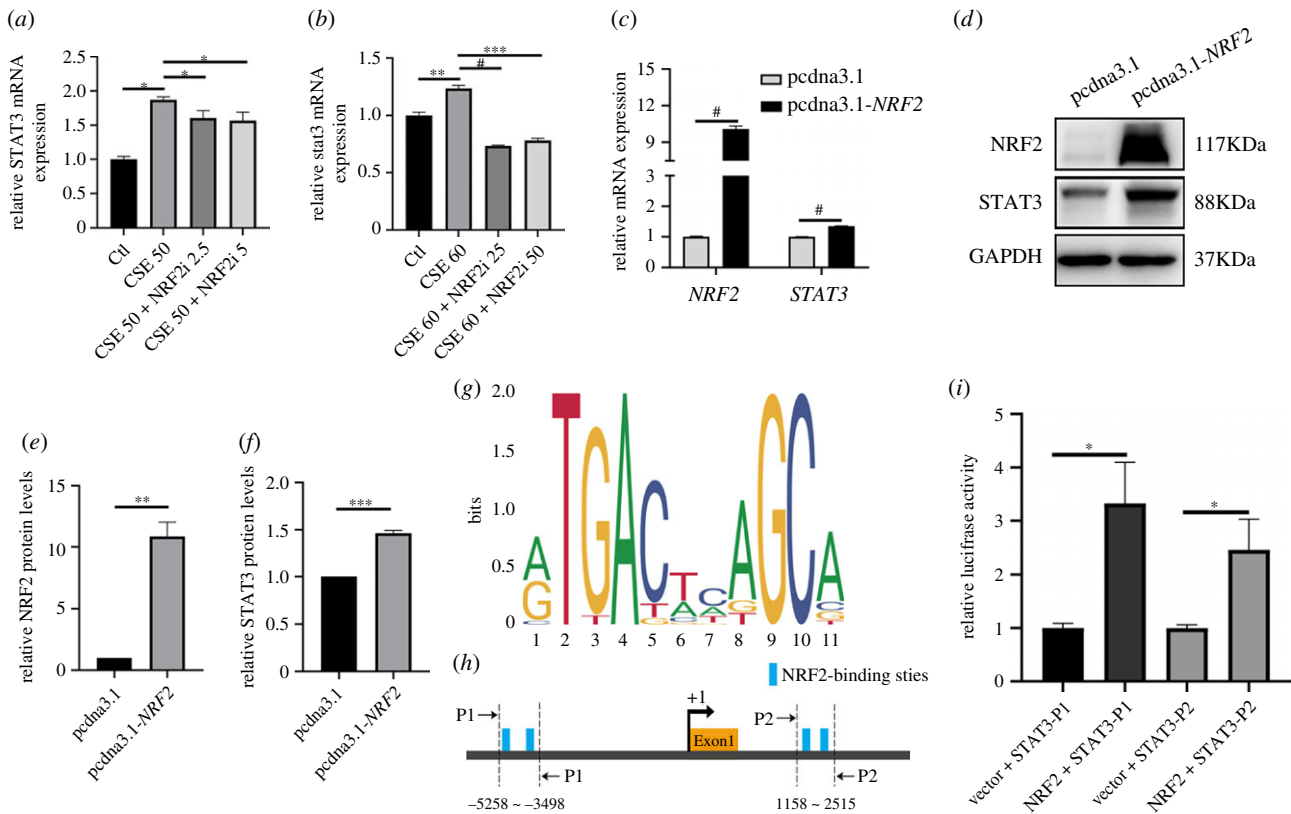 (a)
relative STAT3 mRNA
expression
2.5
2.0
1.5
1.0
0.5
0
*
*
*
Ctl
CSE 50
CSE 50 + NRF2i 2.5
CSE 50 + NRF2i 5
(b)
relative stat3 mRNA
expression
1.5
1.0
0.5
0
**
#
***
Ctl
CSE 60
CSE 60 + NRF2i 25
CSE 60 + NRF2i 50
(c)
relative mRNA expression
15
12
9
6
2
1
0
pcdna3.1
pcdna3.1-NRF2
#
#
NRF2
STAT3
(d)
pcdna3.1
pcdna3.1-NRF2
NRF2
117KDa
STAT3
88KDa
GAPDH
37KDa
(e)
relative NRF2 protein levels
15
10
5
0
**
pcdna3.1
pcdna3.1-NRF2
(f)
relative STAT3 protien levels
2.0
1.5
1.0
0.5
0
***
pcdna3.1
pcdna3.1-NRF2
(g)
bits
2.0
1.5
1.0
0.5
0
A G C
T
G T
A
C T G
T A C
C A T
A G T
G
C
A C G T
1 2 3 4 5 6 7 8 9 10 11
(h)
NRF2-binding sties
P1
P1
+1
Exon1
P2
P2
–5258 ~ –3498
1158 ~ 2515
(i)
relative lucifrase activity
5
4
3
2
1
0
*
*
vector + STAT3-P1
NRF2 + STAT3-P1
vector + STAT3-P2
NRF2 + STAT3-P2